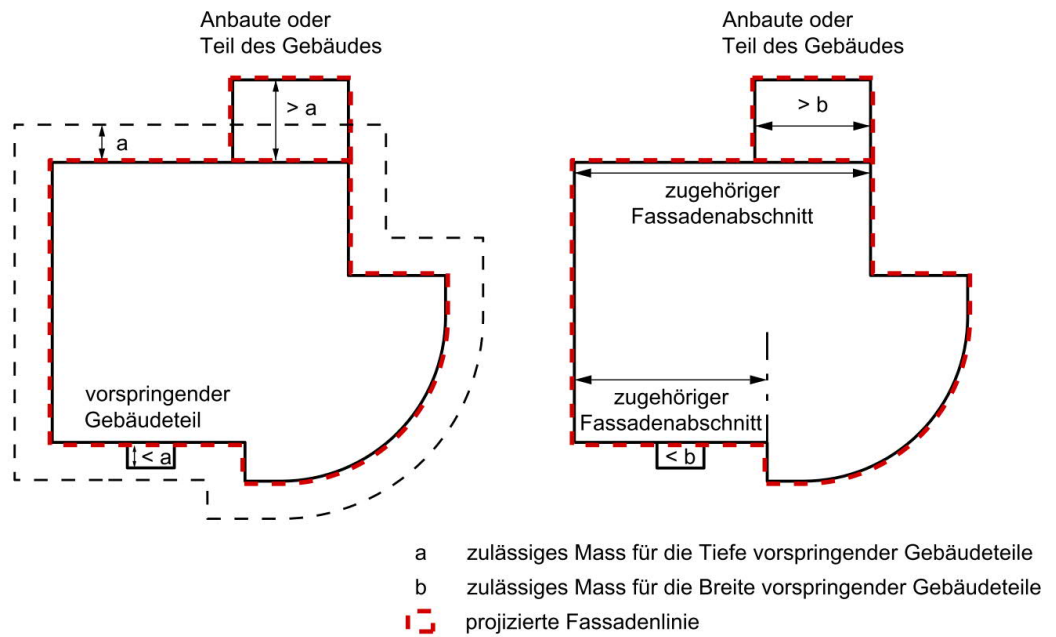 Anbaute oder
Teil des Gebäudes
> a
a
vorspringender
Gebäudeteil
< a
Anbaute oder
Teil des Gebäudes
> b
zugehöriger
Fassadenabschnitt
zugehöriger
Fassadenabschnitt
< b
a zulässiges Mass für die Tiefe vorspringender Gebäudeteile
b zulässiges Mass für die Breite vorspringender Gebäudeteile
projizierte Fassadenlinie